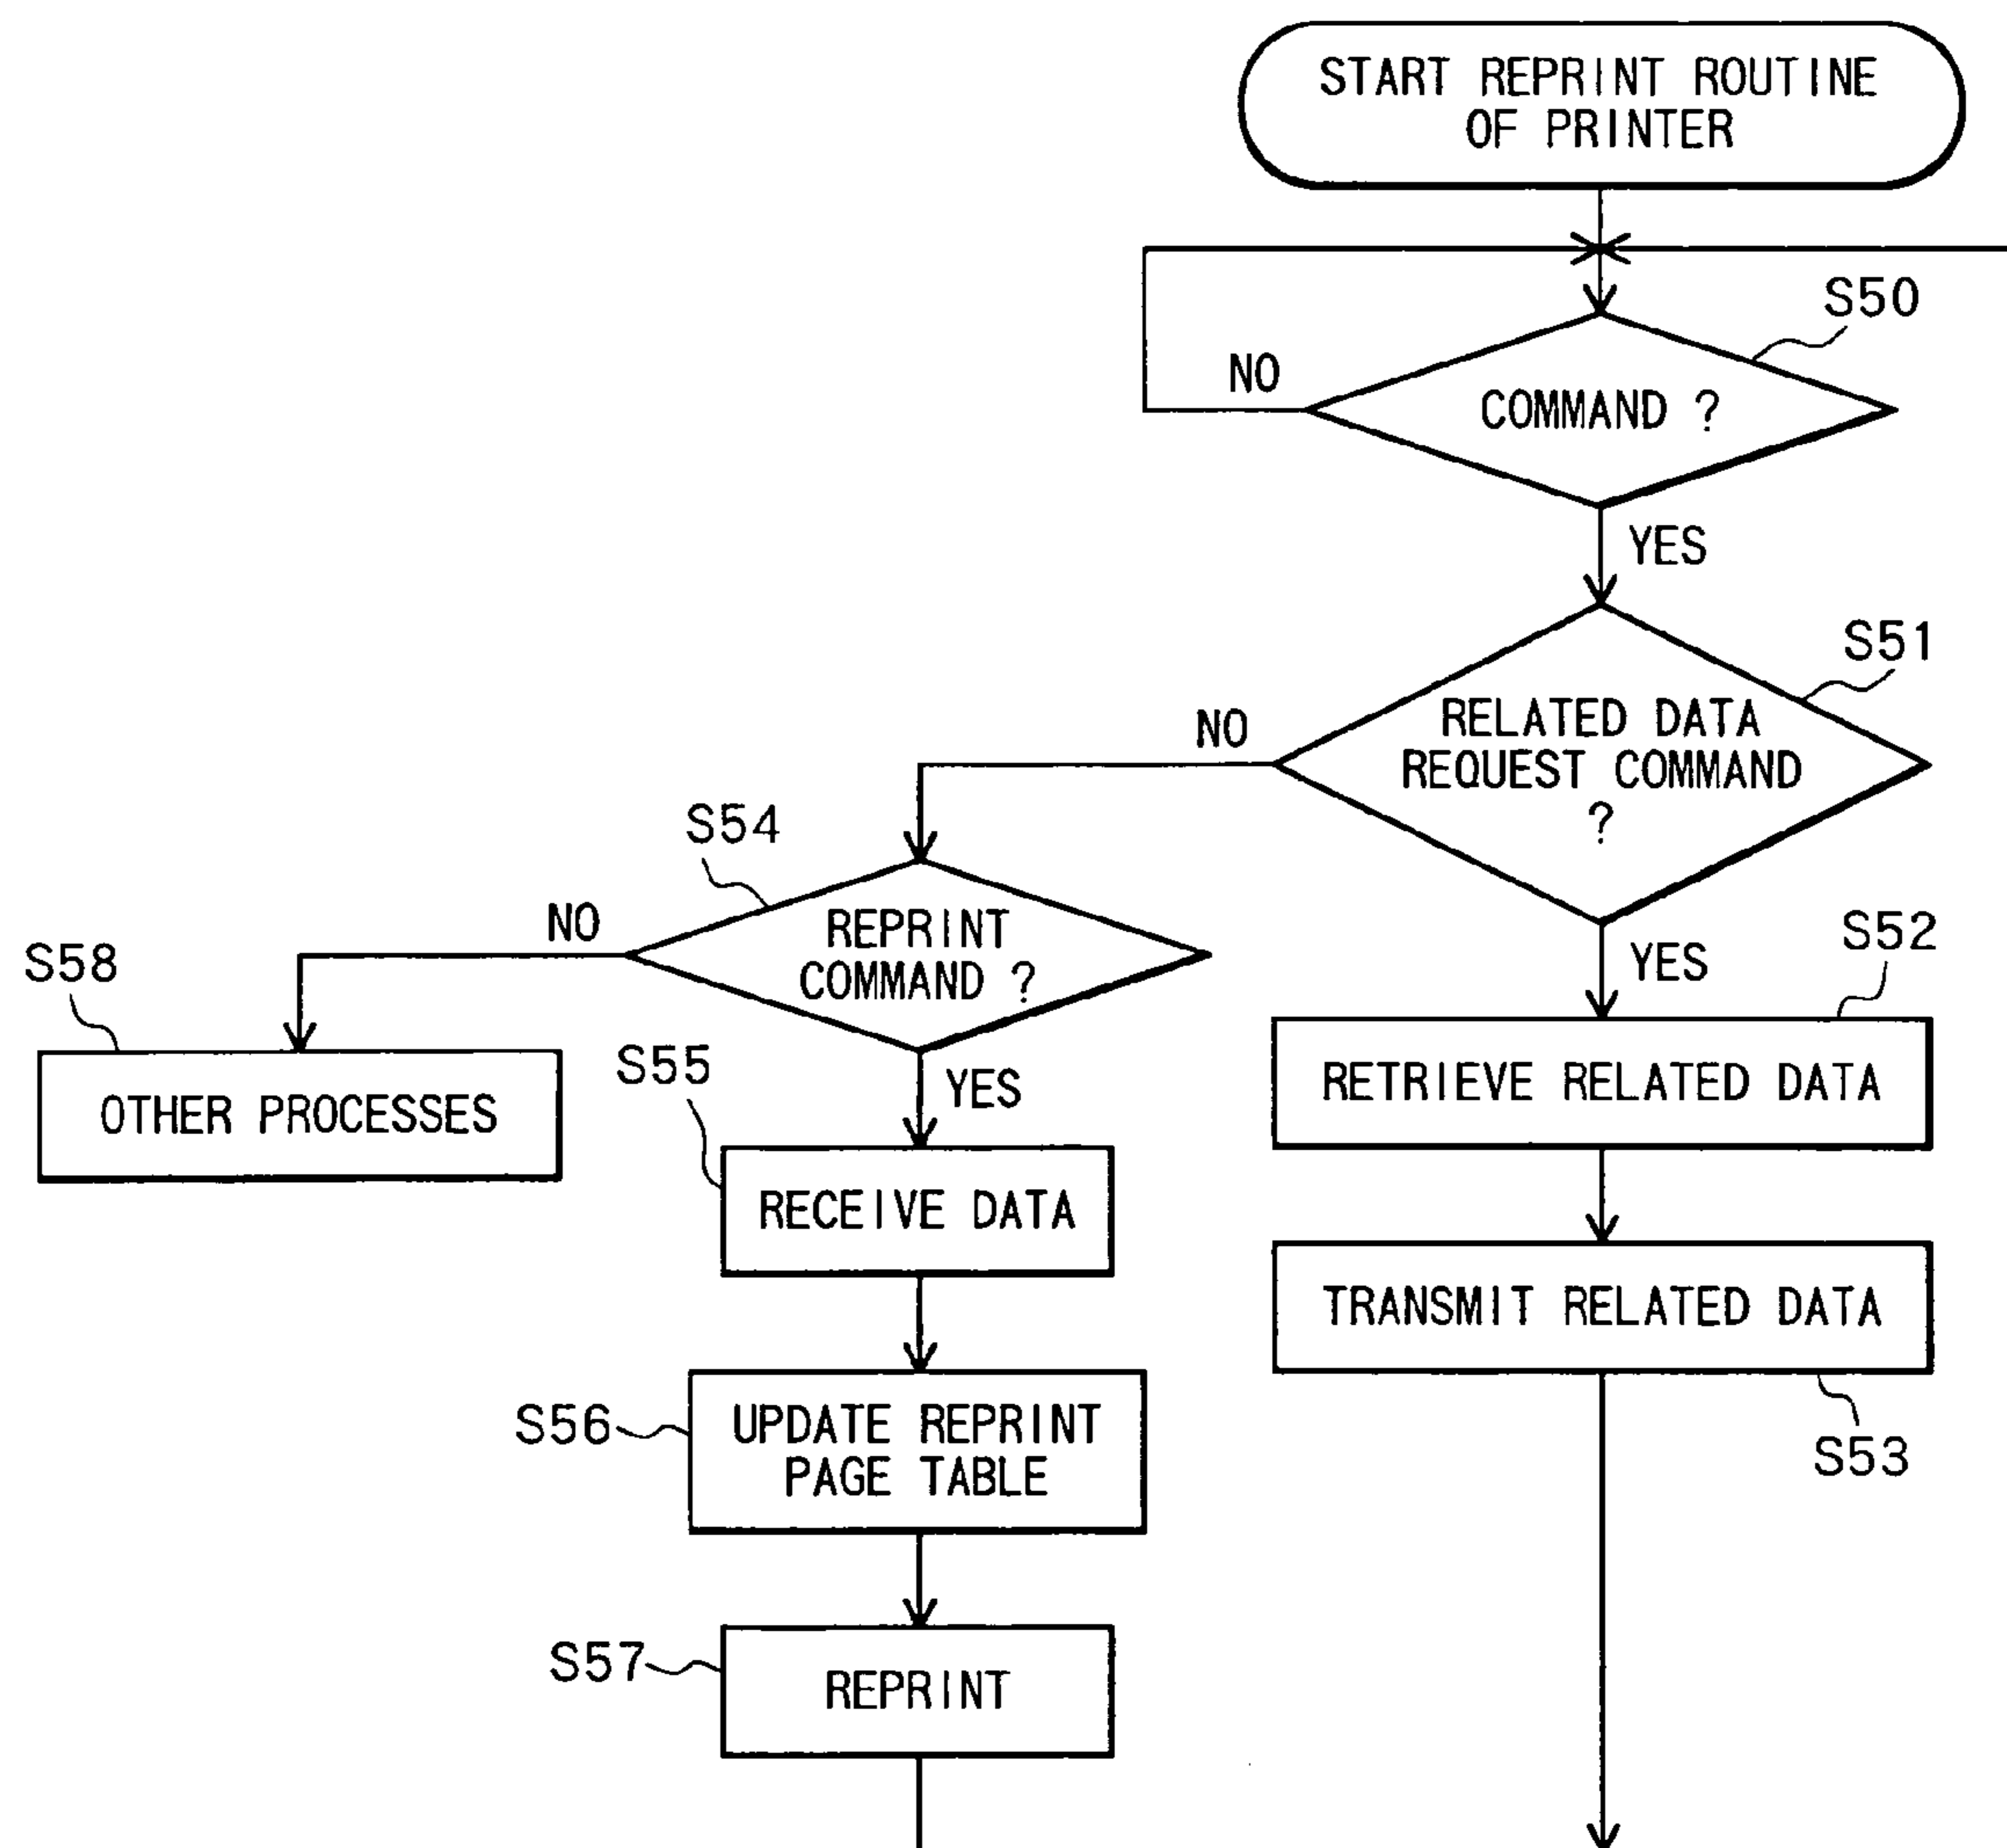 START REPRINT ROUTINE
OF PRINTER
S50
NO
COMMAND ?
YES
S51
NO
RELATED DATA
REQUEST COMMAND
?
S54
NO
REPRINT
COMMAND ?
S58
YES
S52
OTHER PROCESSES
S55
YES
RETRIEVE RELATED DATA
RECEIVE DATA
TRANSMIT RELATED DATA
S53
S56
UPDATE REPRINT
PAGE TABLE
S57
REPRINT